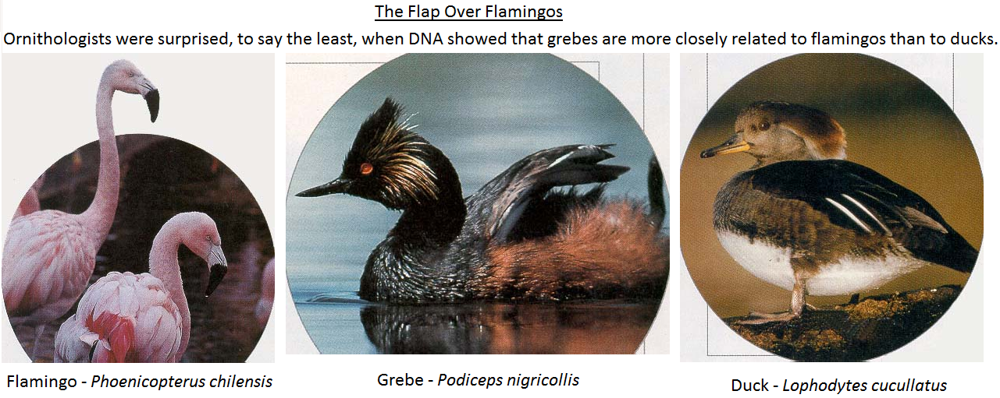 The Flap Over Flamingos
Ornithologists were surprised, to say the least, when DNA showed that grebes are more closely related to flamingos than to ducks.
Flamingo - Phoenicopterus chilensis
Grebe - Podiceps nigricollis
Duck - Lophodytes cucullatus